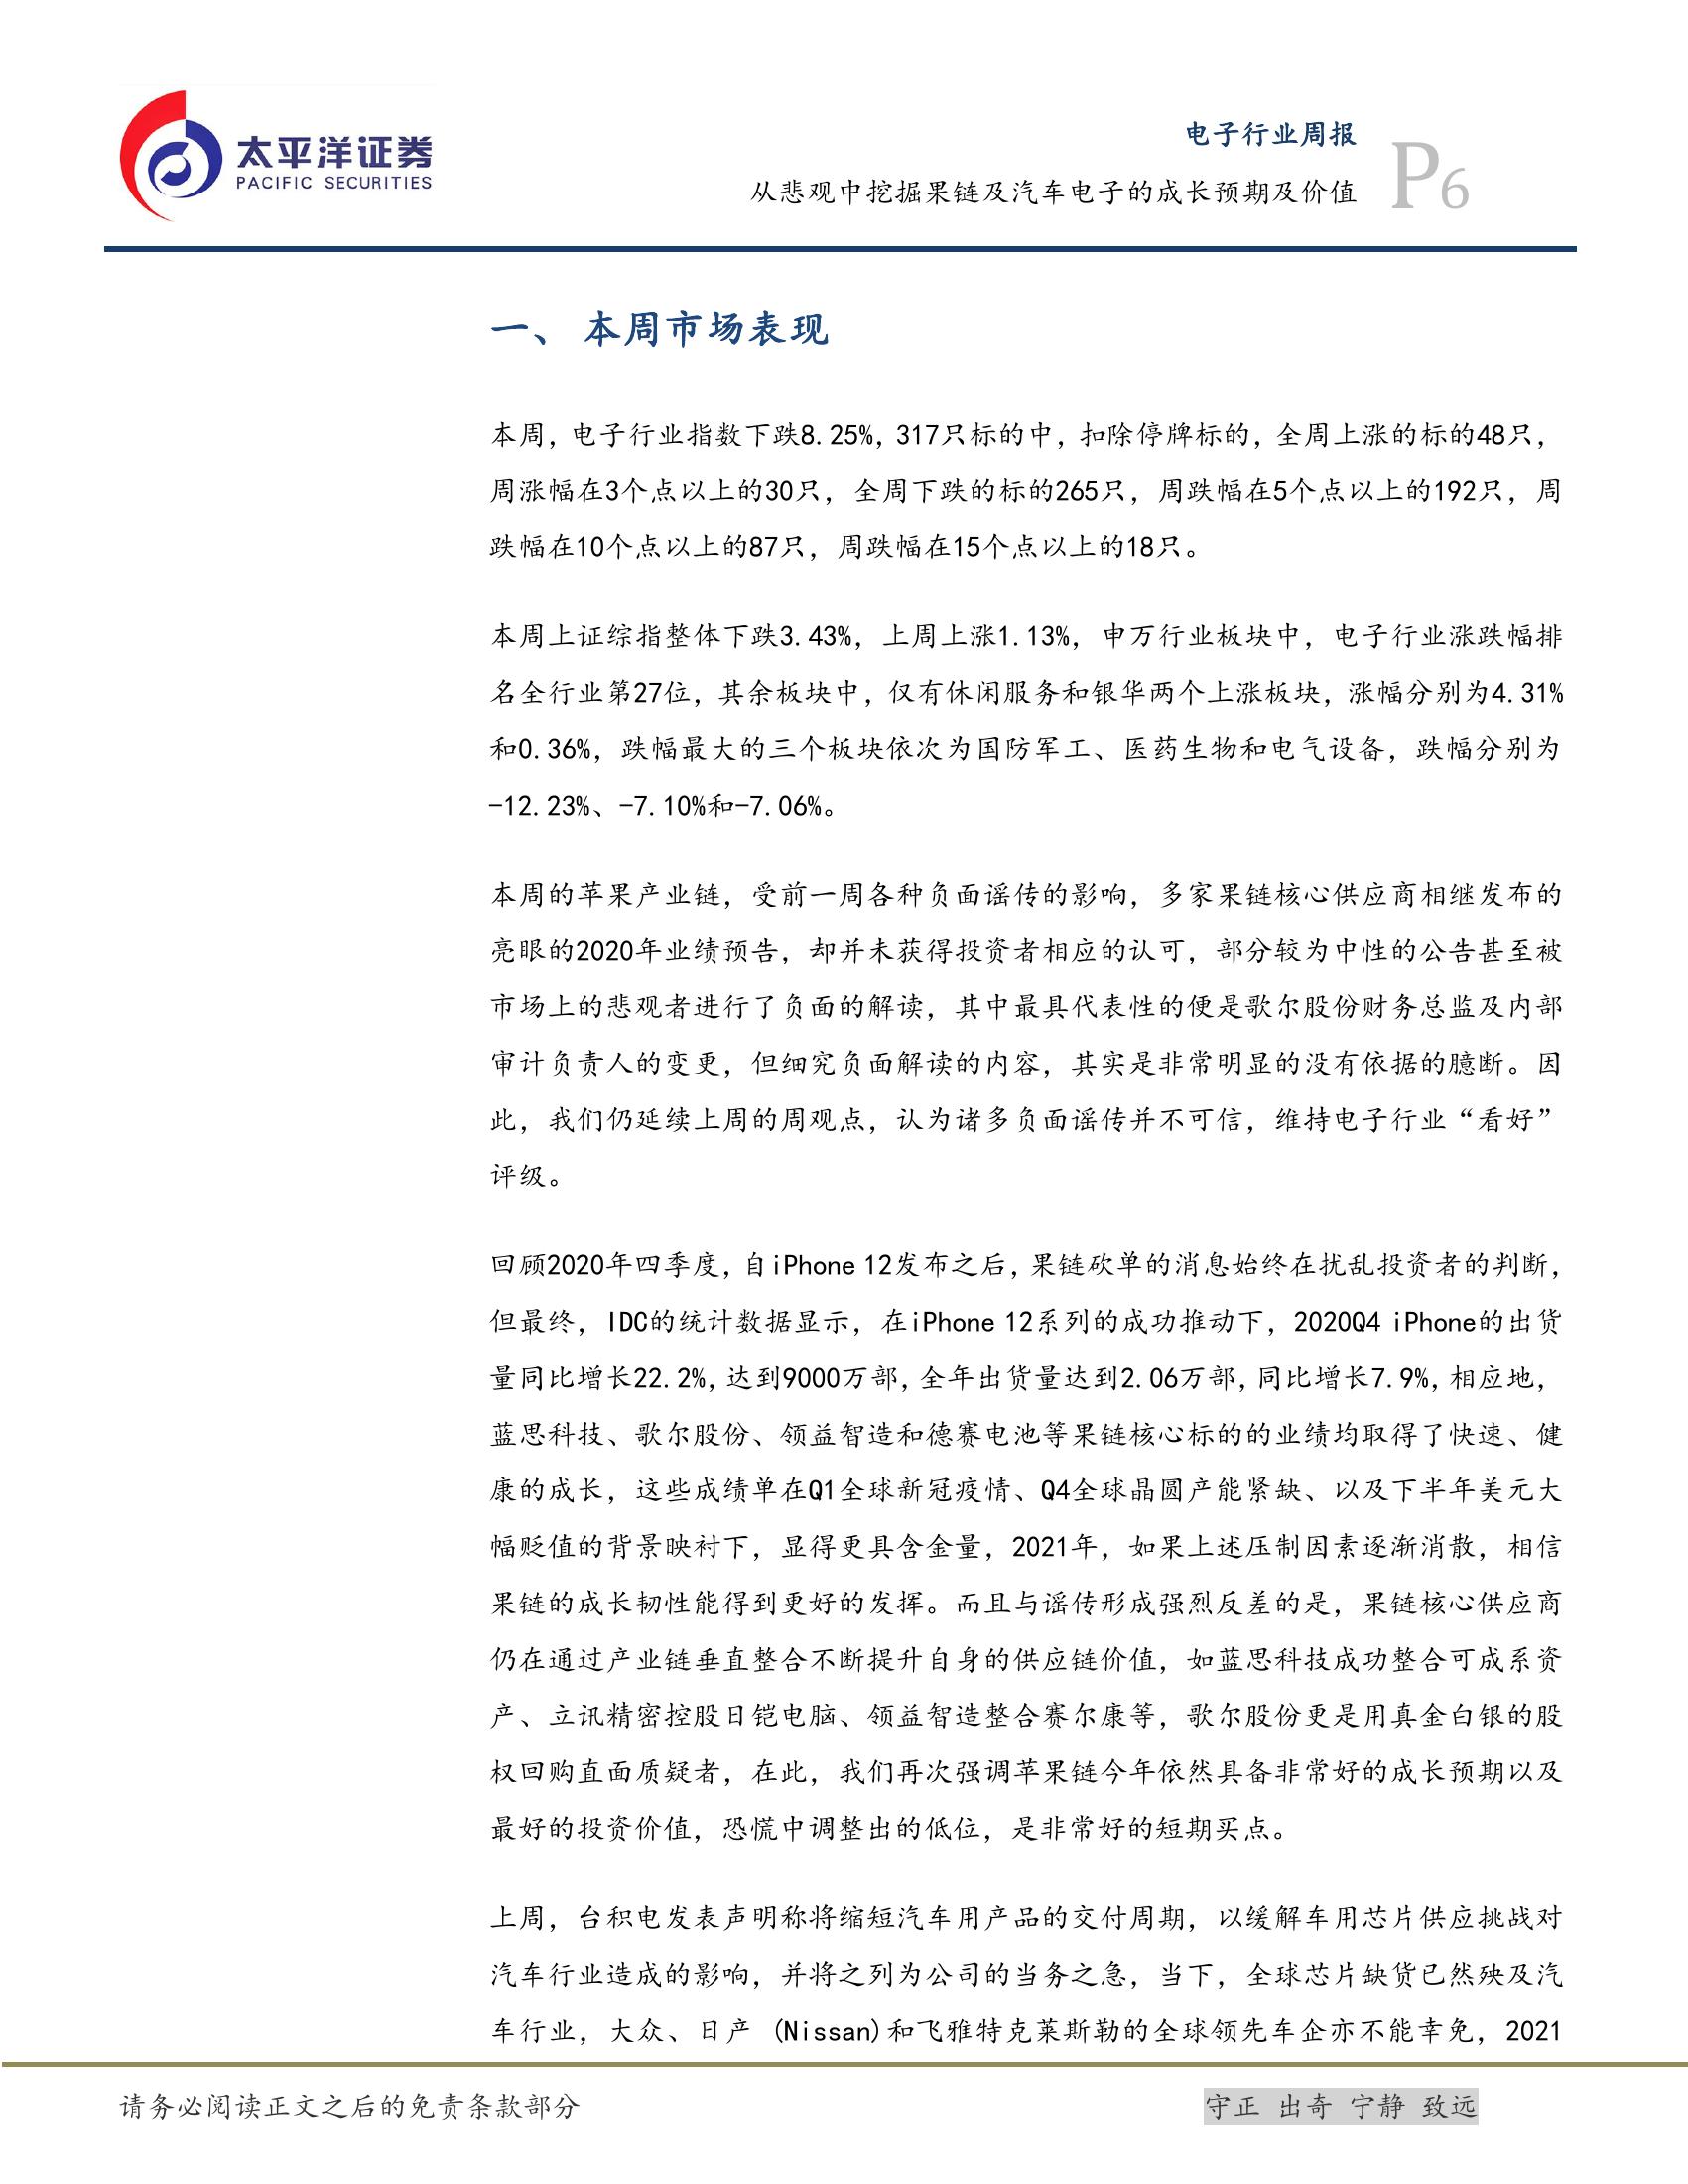 太平洋证券
PACIFIC SECURITIES
电子行业周报
从悲观中挖掘果链及汽车电子的成长预期及价值
P6
一、 本周市场表现
本周，电子行业指数下跌8.25%，317只标的中，扣除停牌标的，全周上涨的标的48只，
周涨幅在3个点以上的30只，全周下跌的标的265只，周跌幅在5个点以上的192只，周
跌幅在10个点以上的87只，周跌幅在15个点以上的18只。
本周上证综指整体下跌3.43%，上周上涨1.13%，申万行业板块中，电子行业涨跌幅排
名全行业第27位，其余板块中，仅有休闲服务和银华两个上涨板块，涨幅分别为4.31%
和0.36%，跌幅最大的三个板块依次为国防军工、医药生物和电气设备，跌幅分别为
-12.23%、-7.10%和-7.06%。
本周的苹果产业链，受前一周各种负面谣传的影响，多家果链核心供应商相继发布的
亮眼的2020年业绩预告，却并未获得投资者相应的认可，部分较为中性的公告甚至被
市场上的悲观者进行了负面的解读，其中最具代表性的便是歌尔股份财务总监及内部
审计负责人的变更，但细究负面解读的内容，其实是非常明显的没有依据的臆断。因
此，我们仍延续上周的周观点，认为诸多负面谣传并不可信，维持电子行业“看好”
评级。
回顾2020年四季度，自iPhone 12发布之后，果链砍单的消息始终在扰乱投资者的判断，
但最终，IDC的统计数据显示，在iPhone 12系列的成功推动下，2020Q4 iPhone的出货
量同比增长22.2%，达到9000万部，全年出货量达到2.06万部，同比增长7.9%，相应地，
蓝思科技、歌尔股份、领益智造和德赛电池等果链核心标的的业绩均取得了快速、健
康的成长，这些成绩单在Q1全球新冠疫情、Q4全球晶圆产能紧缺、以及下半年美元大
幅贬值的背景映衬下，显得更具含金量，2021年，如果上述压制因素逐渐消散，相信
果链的成长韧性能得到更好的发挥。而且与谣传形成强烈反差的是，果链核心供应商
仍在通过产业链垂直整合不断提升自身的供应链价值，如蓝思科技成功整合可成系资
产、立讯精密控股日铠电脑、领益智造整合赛尔康等，歌尔股份更是用真金白银的股
权回购直面质疑者，在此，我们再次强调苹果链今年依然具备非常好的成长预期以及
最好的投资价值，恐慌中调整出的低位，是非常好的短期买点。
上周，台积电发表声明称将缩短汽车用产品的交付周期，以缓解车用芯片供应挑战对
汽车行业造成的影响，并将之列为公司的当务之急，当下，全球芯片缺货已然殃及汽
车行业，大众、日产 (Nissan)和飞雅特克莱斯勒的全球领先车企亦不能幸免，2021
请务必阅读正文之后的免责条款部分
守正 出奇 宁静 致远